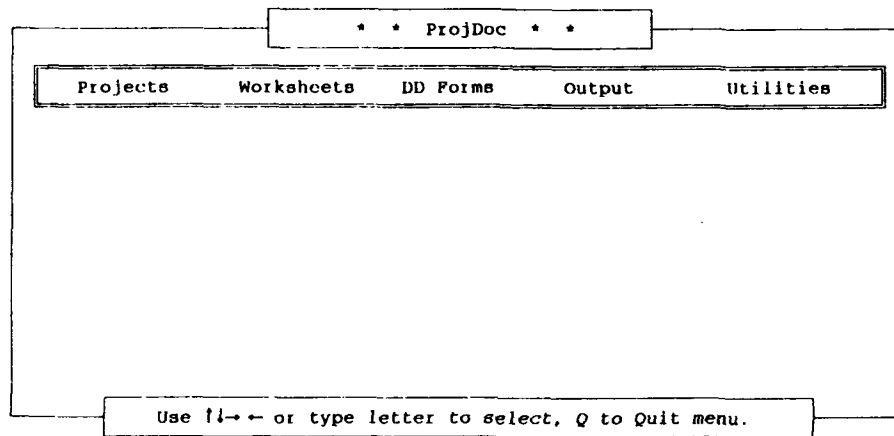 * * ProjDoc * *
Projects Worksheets DD Forms Output Utilities
Use ↑↓→ ← or type letter to select, Q to Quit menu.